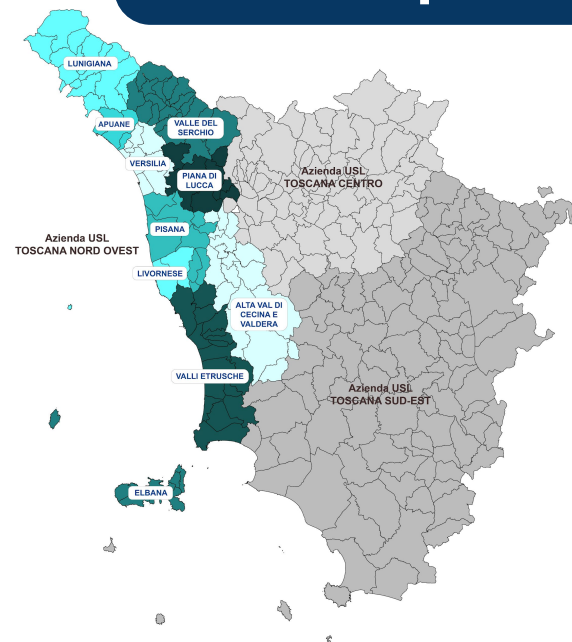 LUNIGIANA
APUANE
VALLE DEL
SERCHIO
VERSILIA
PIANA DI
LUCCA
Azienda USL
TOSCANA CENTRO
PISANA
Azienda USL
TOSCANA NORD OVEST
LIVORNESE
ALTA VAL DI
CECINA E
VALDERA
VALLI ETRUSCHE
Azienda USL
TOSCANA SUD-EST
ELBANA